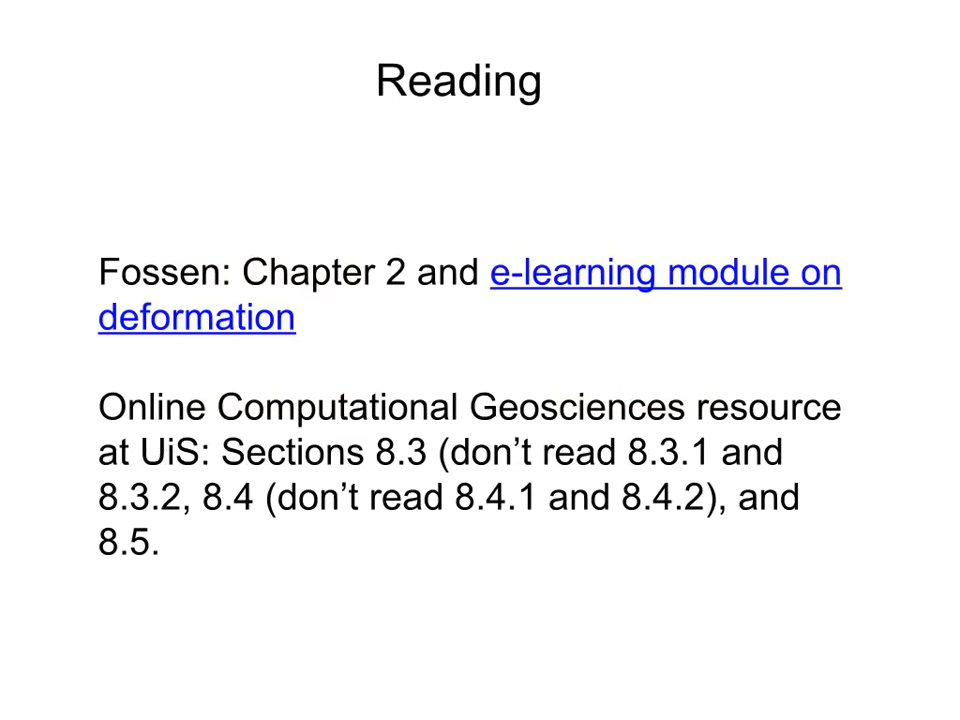 Reading
Fossen: Chapter 2 and e-learning module on
deformation
Online Computational Geosciences resource
at UiS: Sections 8.3 (don’t read 8.3.1 and
8.3.2, 8.4 (don’t read 8.4.1 and 8.4.2), and
8.5.